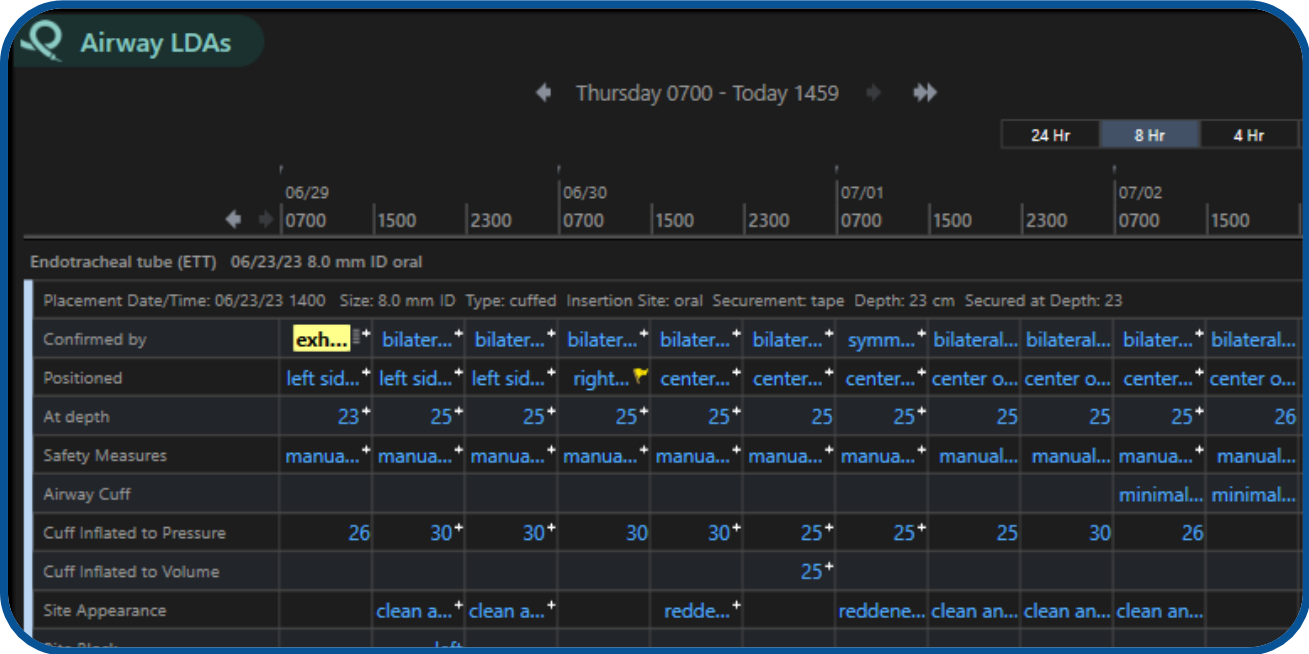 Airway LDAs
Thursday 0700 - Today 1459
24 Hr 8 Hr 4 Hr
06/29 06/30 07/01 07/02
0700 1500 2300 0700 1500 2300 0700 1500 2300 0700 1500
Endotracheal tube (ETT) 06/23/23 8.0 mm ID oral
Placement Date/Time: 06/23/23 1400 Size: 8.0 mm ID Type: cuffed Insertion Site: oral Securement: tape Depth: 23 cm Secured at Depth: 23
Confirmed by exh...+ bilater...+ bilater...+ bilater...+ bilater...+ bilater...+ symm...+ bilateral... bilateral... bilater...+ bilateral...
Positioned left sid...+ left sid...+ left sid...+ right... center...+ center...+ center...+ center o... center o... center...+ center o...
At depth 23+ 25+ 25+ 25+ 25+ 25 25+ 25 25 25+ 26
Safety Measures manua...+ manua...+ manua...+ manua...+ manua...+ manua...+ manua...+ manual... manual... manua...+ manual...
Airway Cuff minimal... minimal...
Cuff Inflated to Pressure 26 30+ 30+ 30 30+ 25+ 25+ 25 30 26
Cuff Inflated to Volume 25+
Site Appearance clean a...+ clean a...+ redde...+ reddene... clean an... clean an... clean an...